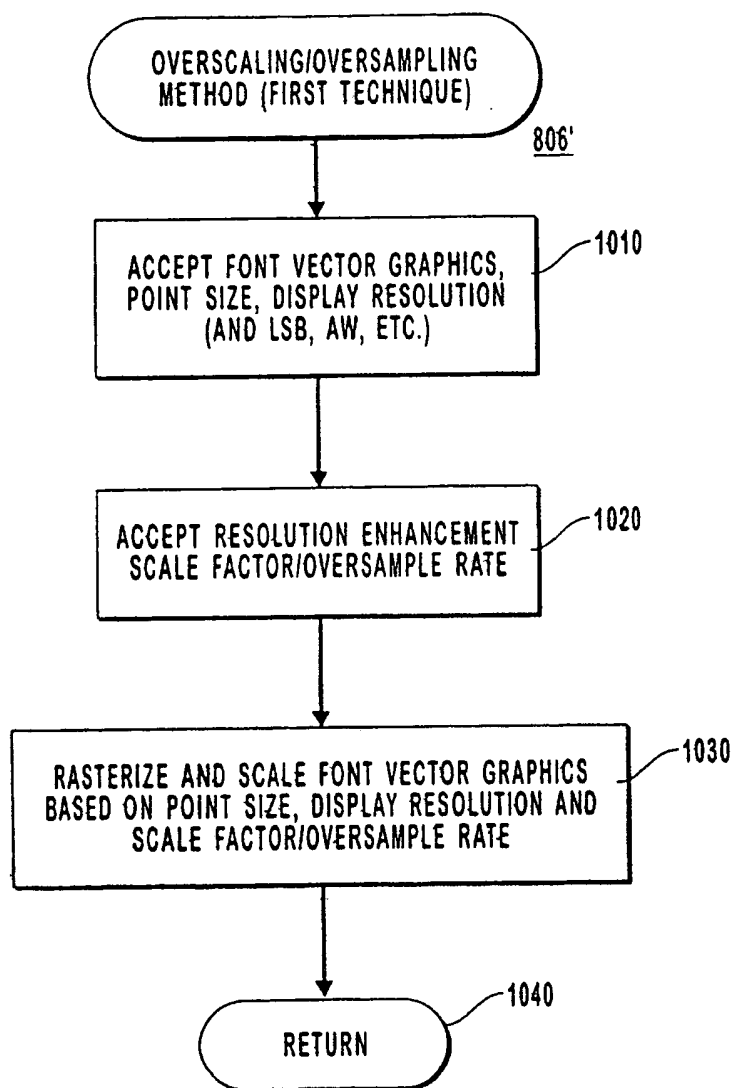 OVERSCALING/OVERSAMPLING
METHOD (FIRST TECHNIQUE)
806'
ACCEPT FONT VECTOR GRAPHICS,
POINT SIZE, DISPLAY RESOLUTION
(AND LSB, AW, ETC.)
1010
ACCEPT RESOLUTION ENHANCEMENT
SCALE FACTOR/OVERSAMPLE RATE
1020
RASTERIZE AND SCALE FONT VECTOR GRAPHICS
BASED ON POINT SIZE, DISPLAY RESOLUTION AND
SCALE FACTOR/OVERSAMPLE RATE
1030
RETURN
1040